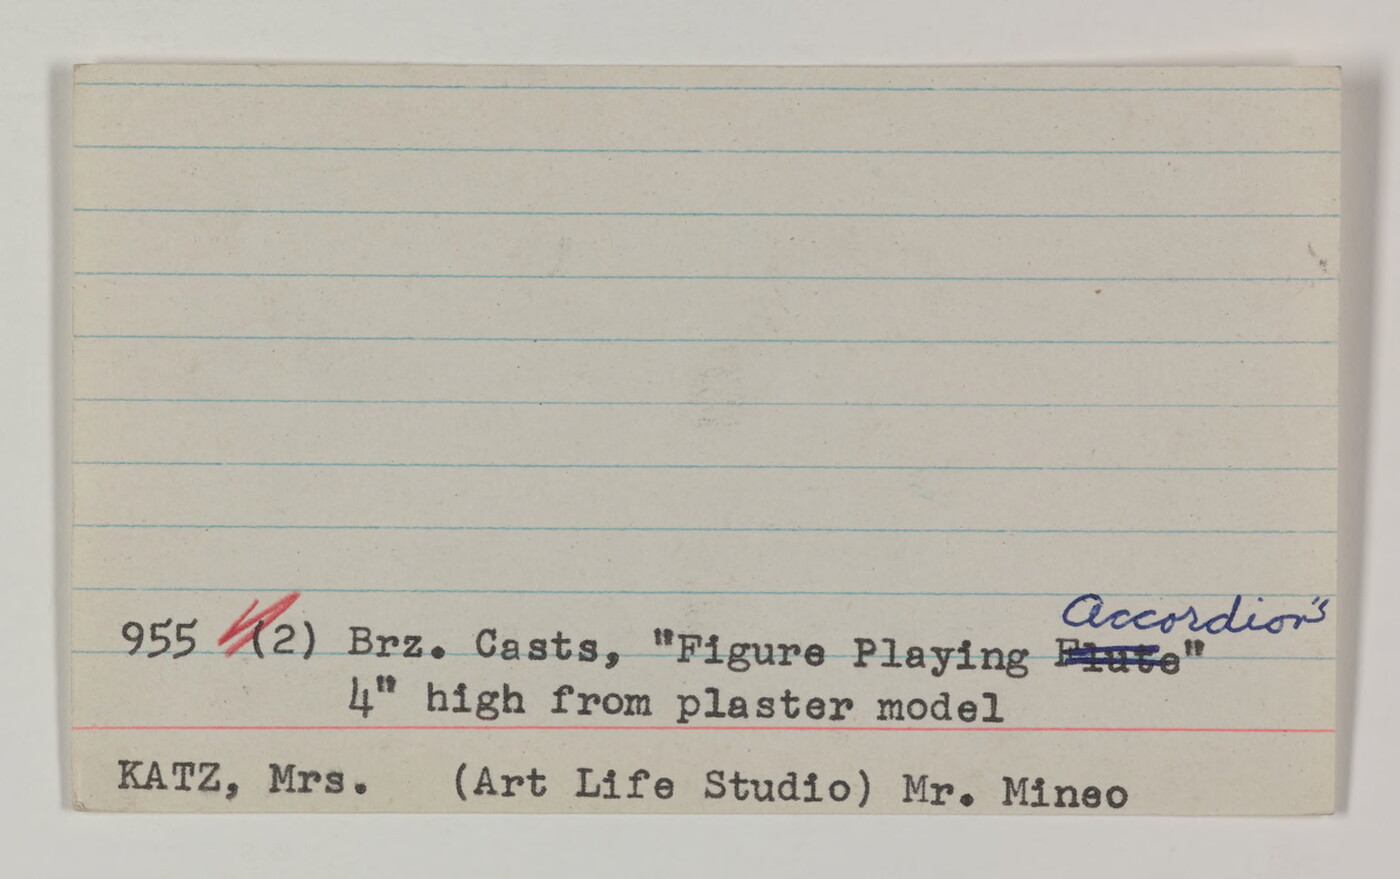 Accordion"
955 (2) Brz. Casts, "Figure Playing Flute"
4" high from plaster model
KATZ, Mrs. (Art Life Studio) Mr. Mineo